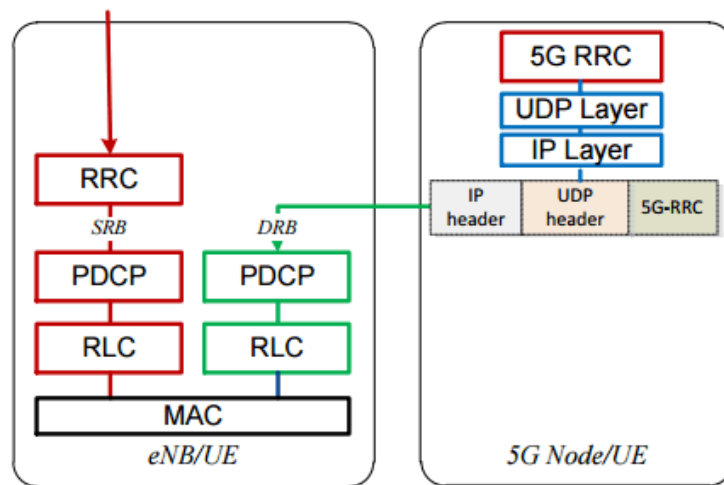 RRC
SRB
DRB
PDCP
PDCP
RLC
RLC
MAC
eNB/UE
5G RRC
UDP Layer
IP Layer
IP
header
UDP
header
5G-RRC
5G Node/UE